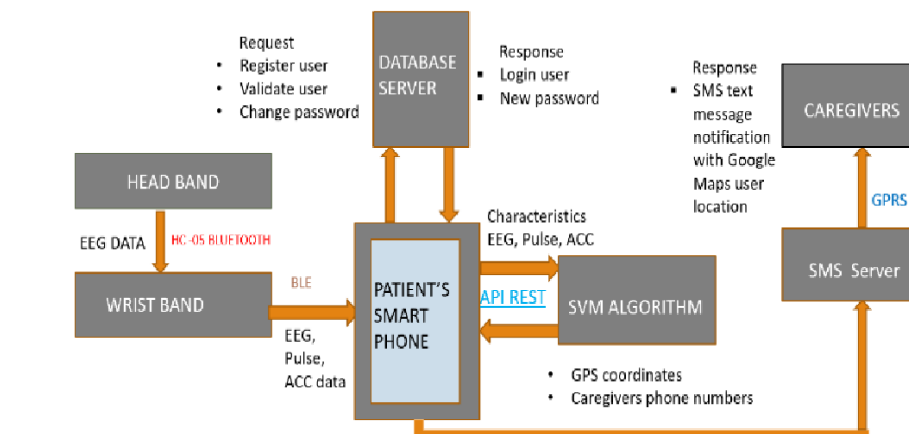 Request
• Register user
• Validate user
• Change password
DATABASE
SERVER
Response
▪ Login user
▪ New password
Response
▪ SMS text
message
notification
with Google
Maps user
location
CAREGIVERS
HEAD BAND
EEG DATA
HC -05 BLUETOOTH
WRIST BAND
BLE
EEG,
Pulse,
ACC data
PATIENT'S
SMART
PHONE
Characteristics
EEG, Pulse, ACC
API REST
SVM ALGORITHM
GPRS
SMS Server
• GPS coordinates
• Caregivers phone numbers